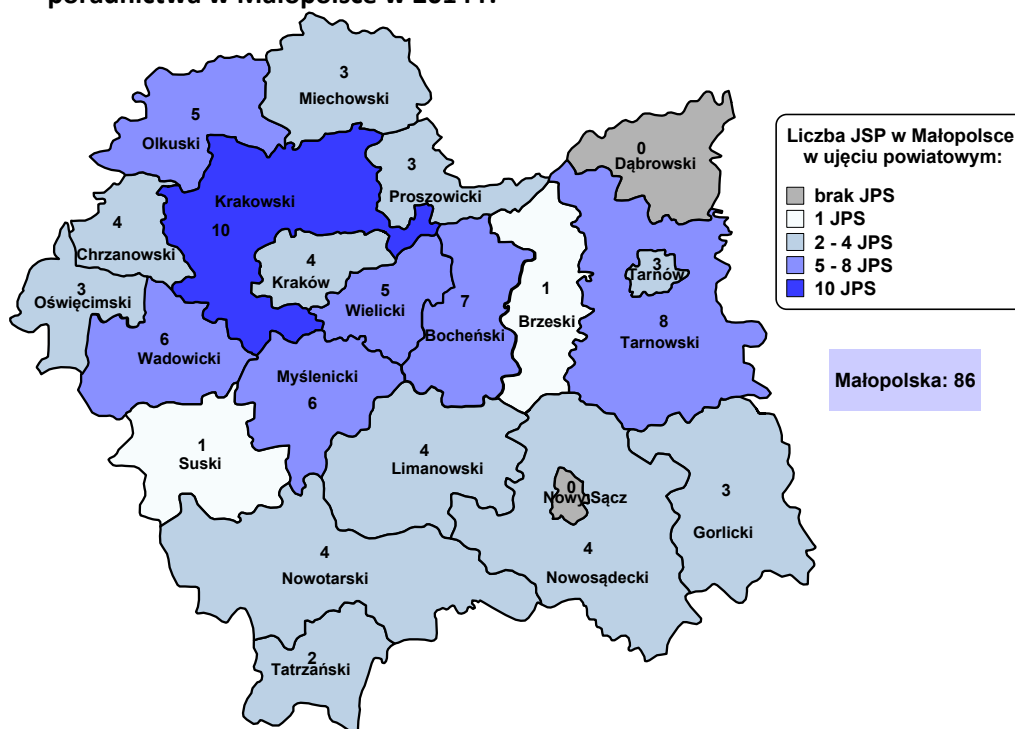 poradnictwa w Małopolsce w 2014 r.
3
Miechowski
5
Olkuski
0
Dąbrowski
3
Proszowicki
Krakowski
10
4
Chrzanowski
4
Kraków
3
Tarnów
3
Oświęcimski
5
Wielicki
7
Bocheński
1
Brzeski
8
Tarnowski
6
Wadowicki
Myślenicki
6
1
Suski
4
Limanowski
0
Nowy Sącz
3
Gorlicki
4
Nowotarski
4
Nowosądecki
2
Tatrzański
Liczba JSP w Małopolsce
w ujęciu powiatowym:
brak JPS
1 JPS
2 - 4 JPS
5 - 8 JPS
10 JPS
Małopolska: 86